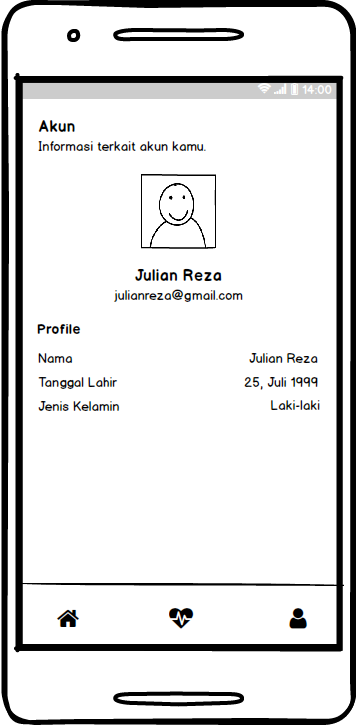 14:00
Akun
Informasi terkait akun kamu.
Julian Reza
julianreza@gmail.com
Profile
Nama Julian Reza
Tanggal Lahir 25, Juli 1999
Jenis Kelamin Laki-laki